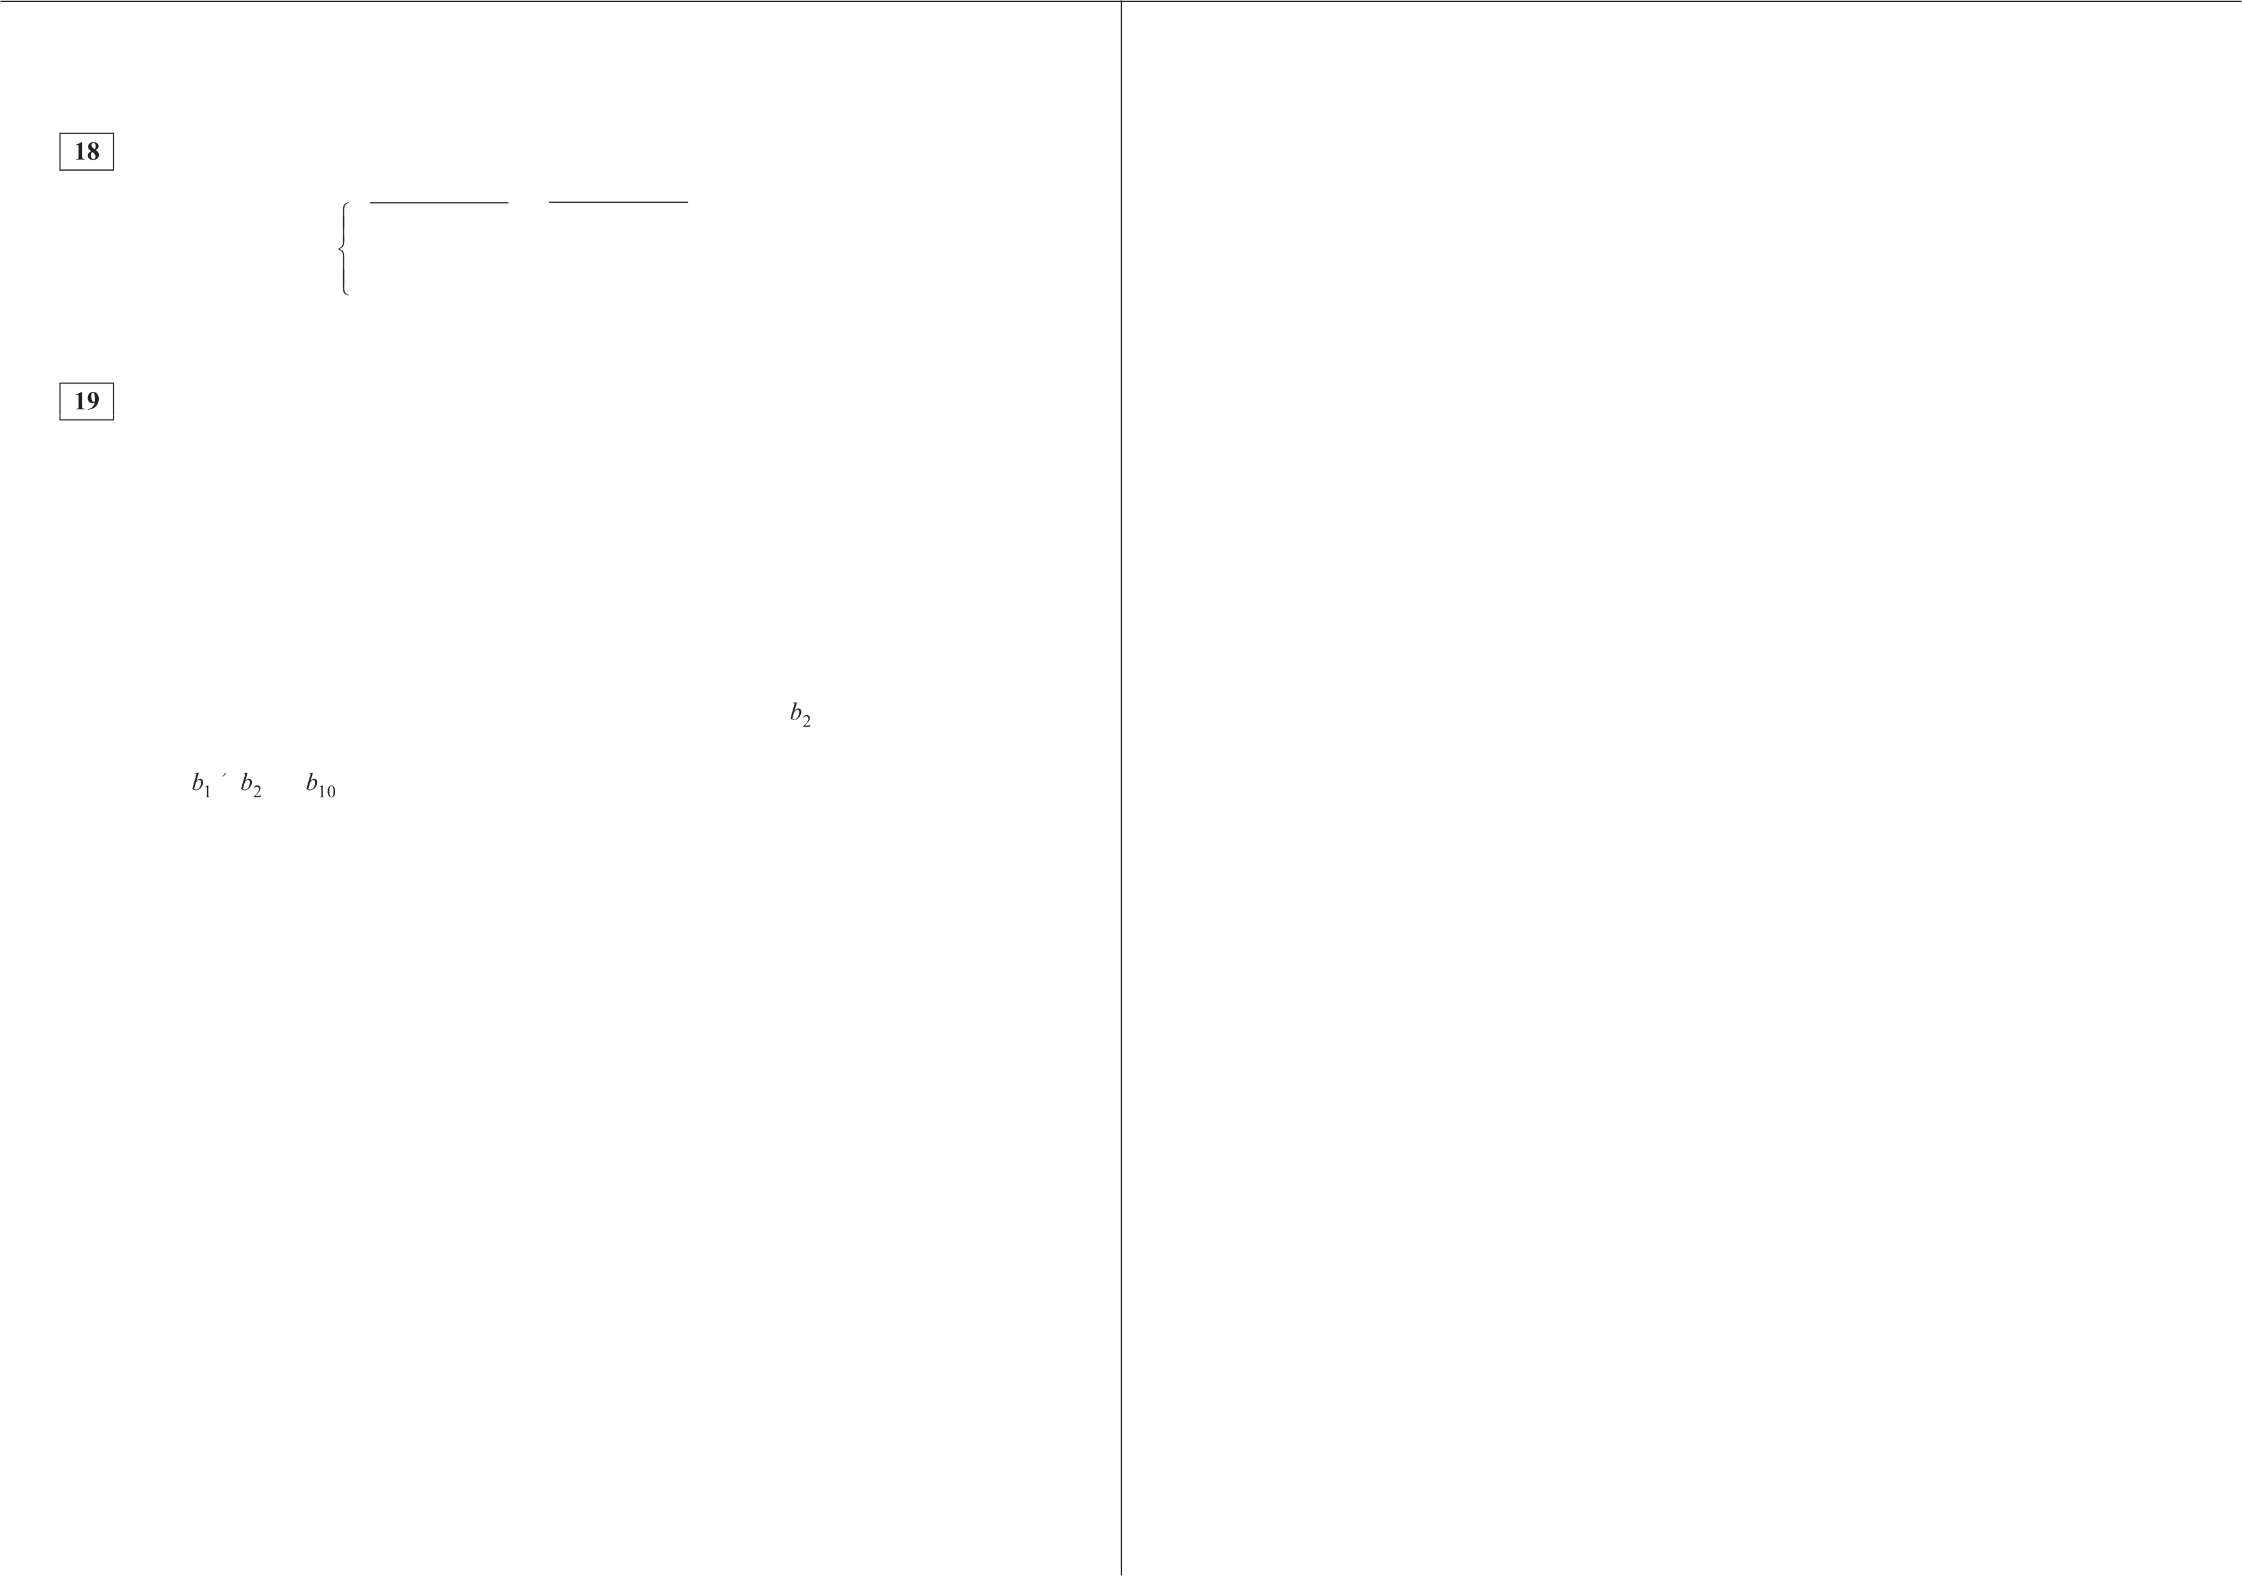 18
19
b₂
b₁ ´ b₂ b₁₀